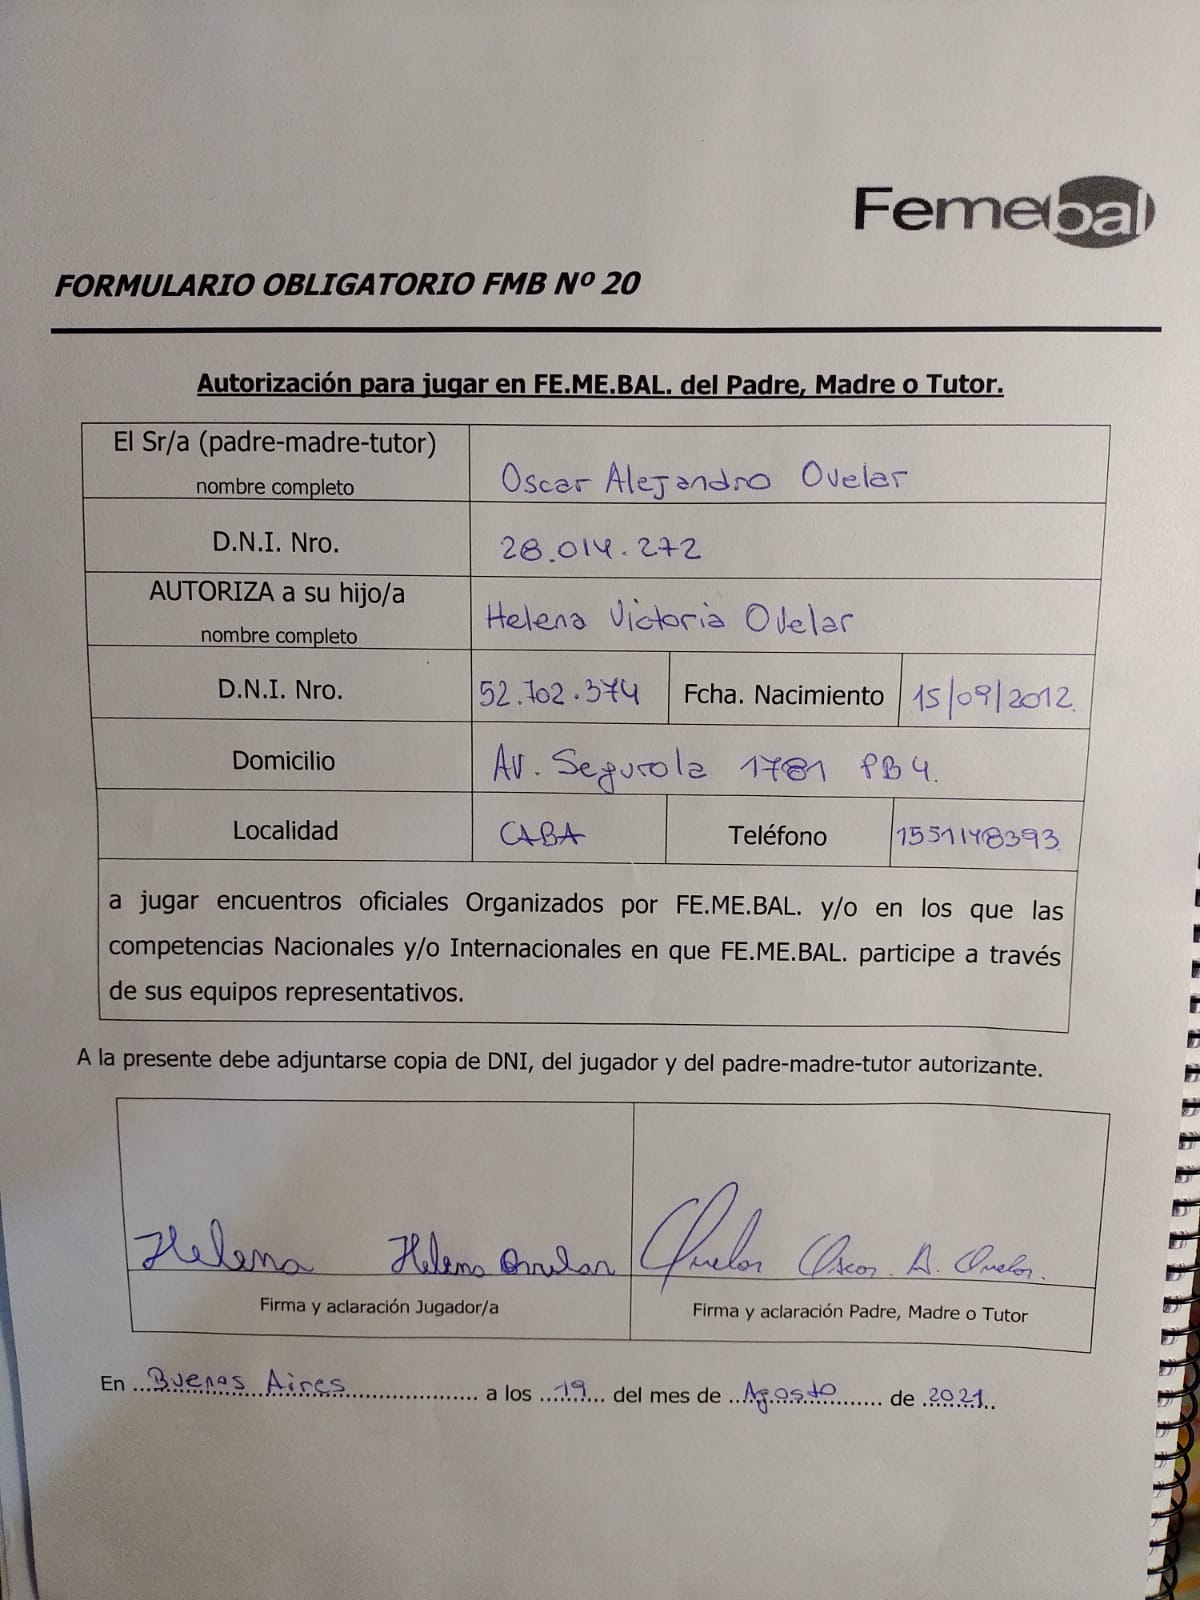 Femebal
FORMULARIO OBLIGATORIO FMB Nº 20
Autorización para jugar en FE.ME.BAL. del Padre, Madre o Tutor.
El Sr/a (padre-madre-tutor)
nombre completo
Oscar Alejandro Ovelar
D.N.I. Nro.
28.014.272
AUTORIZA a su hijo/a
nombre completo
Helena Victoria Ovelar
D.N.I. Nro.
52.702.374
Fcha. Nacimiento
15/09/2012.
Domicilio
Av. Segurola 1781 PB 4.
Localidad
CABA
Teléfono
1551148393
a jugar encuentros oficiales Organizados por FE.ME.BAL. y/o en los que las
competencias Nacionales y/o Internacionales en que FE.ME.BAL. participe a través
de sus equipos representativos.
A la presente debe adjuntarse copia de DNI, del jugador y del padre-madre-tutor autorizante.
Helena Helena Ovelar
Ovelar Oscar A. Ovelar.
Firma y aclaración Jugador/a
Firma y aclaración Padre, Madre o Tutor
En Buenos Aires a los 19 del mes de Agosto de 2021